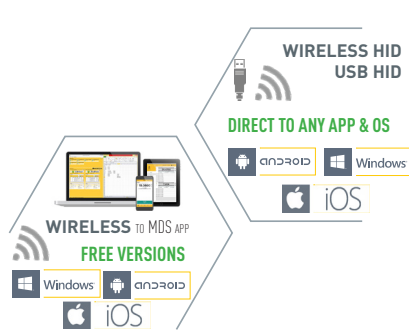 WIRELESS HID
USB HID
DIRECT TO ANY APP & OS
android Windows
iOS
WIRELESS TO MDS APP
FREE VERSIONS
Windows android
iOS